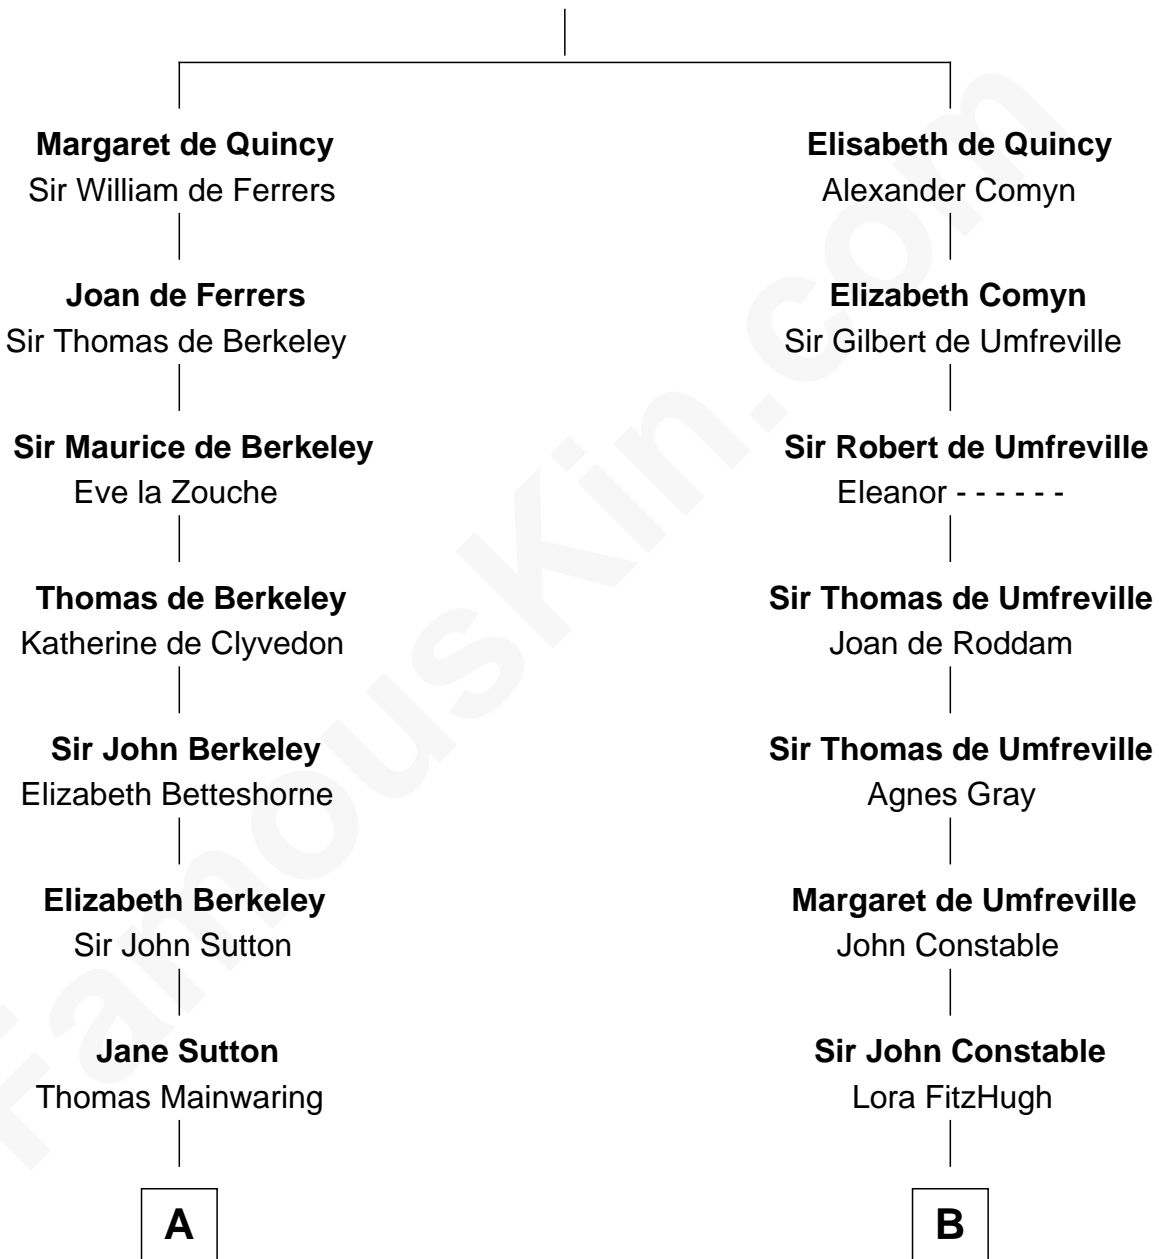 Margaret de Quincy
Sir William de Ferrers
Joan de Ferrers
Sir Thomas de Berkeley
Sir Maurice de Berkeley
Eve la Zouche
Thomas de Berkeley
Katherine de Clyvedon
Sir John Berkeley
Elizabeth Betteshorne
Elizabeth Berkeley
Sir John Sutton
Jane Sutton
Thomas Mainwaring
A
Elisabeth de Quincy
Alexander Comyn
Elizabeth Comyn
Sir Gilbert de Umfreville
Sir Robert de Umfreville
Eleanor - - - - - -
Sir Thomas de Umfreville
Joan de Roddam
Sir Thomas de Umfreville
Agnes Gray
Margaret de Umfreville
John Constable
Sir John Constable
Lora FitzHugh
B
FamousKin.com